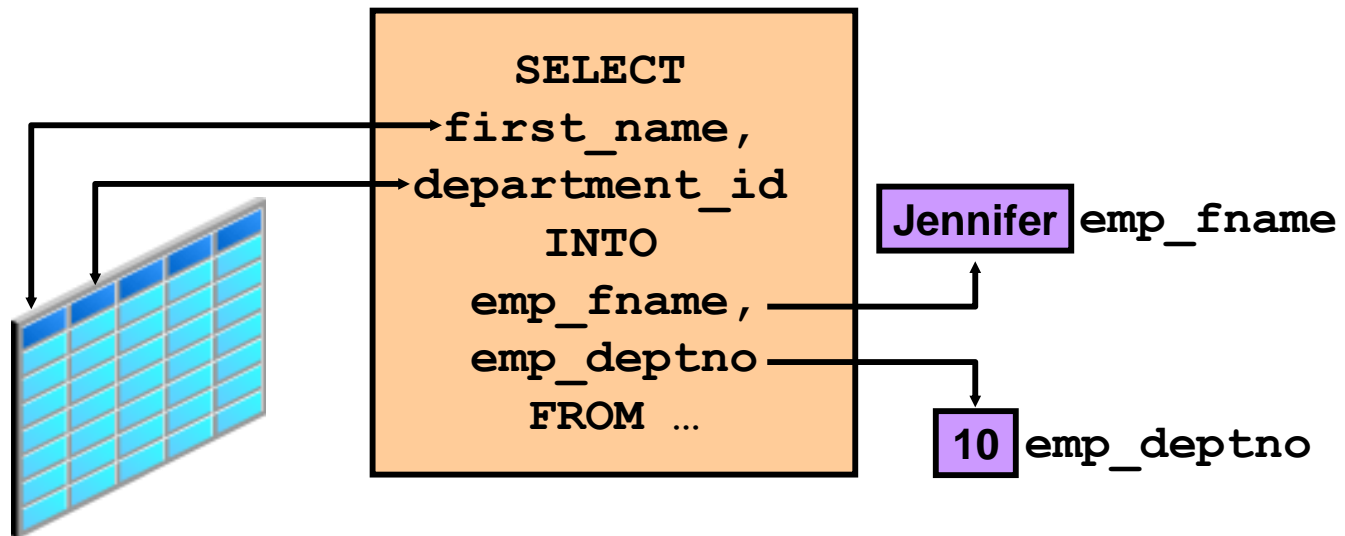 SELECT
first_name,
department_id
INTO
emp_fname,
emp_deptno
FROM …
Jennifer emp_fname
10 emp_deptno